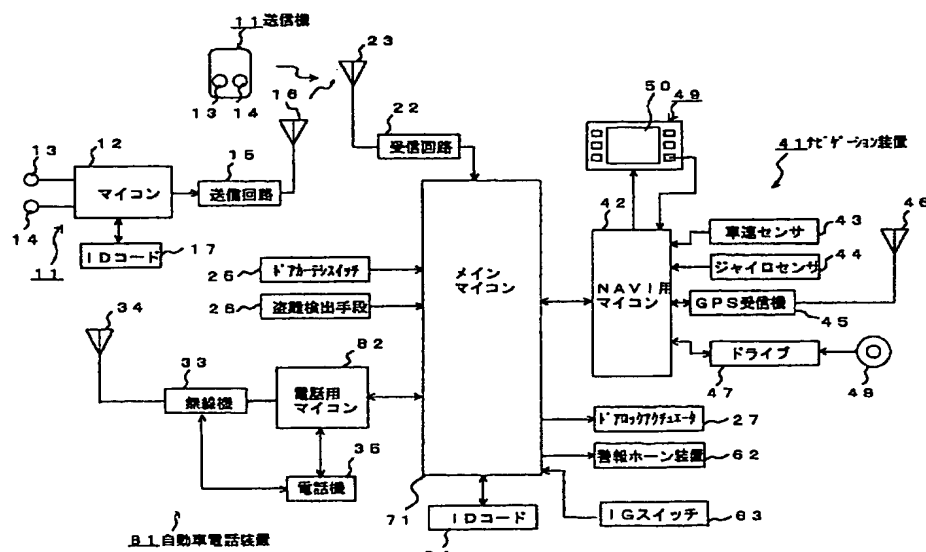 11送信機
23
13 14
16
22
受信回路
50
49
41ナビゲーション装置
13
12
マイコン
15
送信回路
14
11
IDコード
17
42
NAVI用
マイコン
車速センサ
43
ジャイロセンサ
44
46
GPS受信機
45
ドライブ
47
48
メイン
マイコン
71
25
ドアカーテシスイッチ
26
盗難検出手段
34
33
無線機
82
電話用
マイコン
35
電話機
81自動車電話装置
ドアロックアクチュエータ
27
警報ホーン装置
62
IGスイッチ
63
IDコード